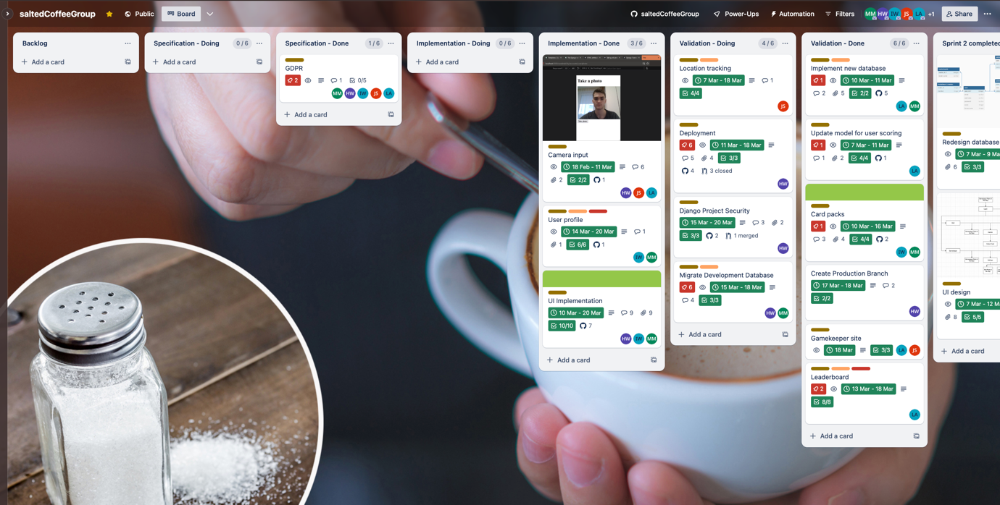 saltedCoffeeGroup
Public
Board
saltedCoffeeGroup
Power-Ups
Automation
Filters
MM HW IW JS LA +1
Share
Backlog
+ Add a card
Specification - Doing 0 / 6
+ Add a card
Specification - Done 1 / 6
GDPR
2 1 0/5
MM HW IW JS LA
+ Add a card
Implementation - Doing 0 / 6
+ Add a card
Implementation - Done 3 / 6
Take a photo
Camera input
18 Feb - 11 Mar 6
2 2/2 1
HW JS LA
User profile
14 Mar - 20 Mar 1
1 6/6 1
IW MM
UI Implementation
10 Mar - 20 Mar 9 9
10/10 7
HW IW MM
+ Add a card
Validation - Doing 4 / 6
Location tracking
7 Mar - 18 Mar 1
4/4
JS
Deployment
6 11 Mar - 18 Mar
5 4 3/3
4 3 closed
HW
Django Project Security
15 Mar - 20 Mar 3 2
3/3 2 1 merged
HW
Migrate Development Database
6 15 Mar - 18 Mar
4 3/3
HW MM
+ Add a card
Validation - Done 6 / 6
Implement new database
1 10 Mar - 11 Mar
2 5 2/2 5
LA MM
Update model for user scoring
1 7 Mar - 11 Mar
1 2 4/4 1
LA
Card packs
1 10 Mar - 16 Mar
3 4 4/4 2
IW MM
Create Production Branch
17 Mar - 18 Mar 2
2/2
HW
Gamekeeper site
18 Mar 3/3 LA JS
Leaderboard
2 13 Mar - 18 Mar
8/8
LA
+ Add a card
Sprint 2 completed
Redesign database
7 Mar - 9 Ma
6 3/3
UI design
7 Mar - 12 M
8 5/5
+ Add a card